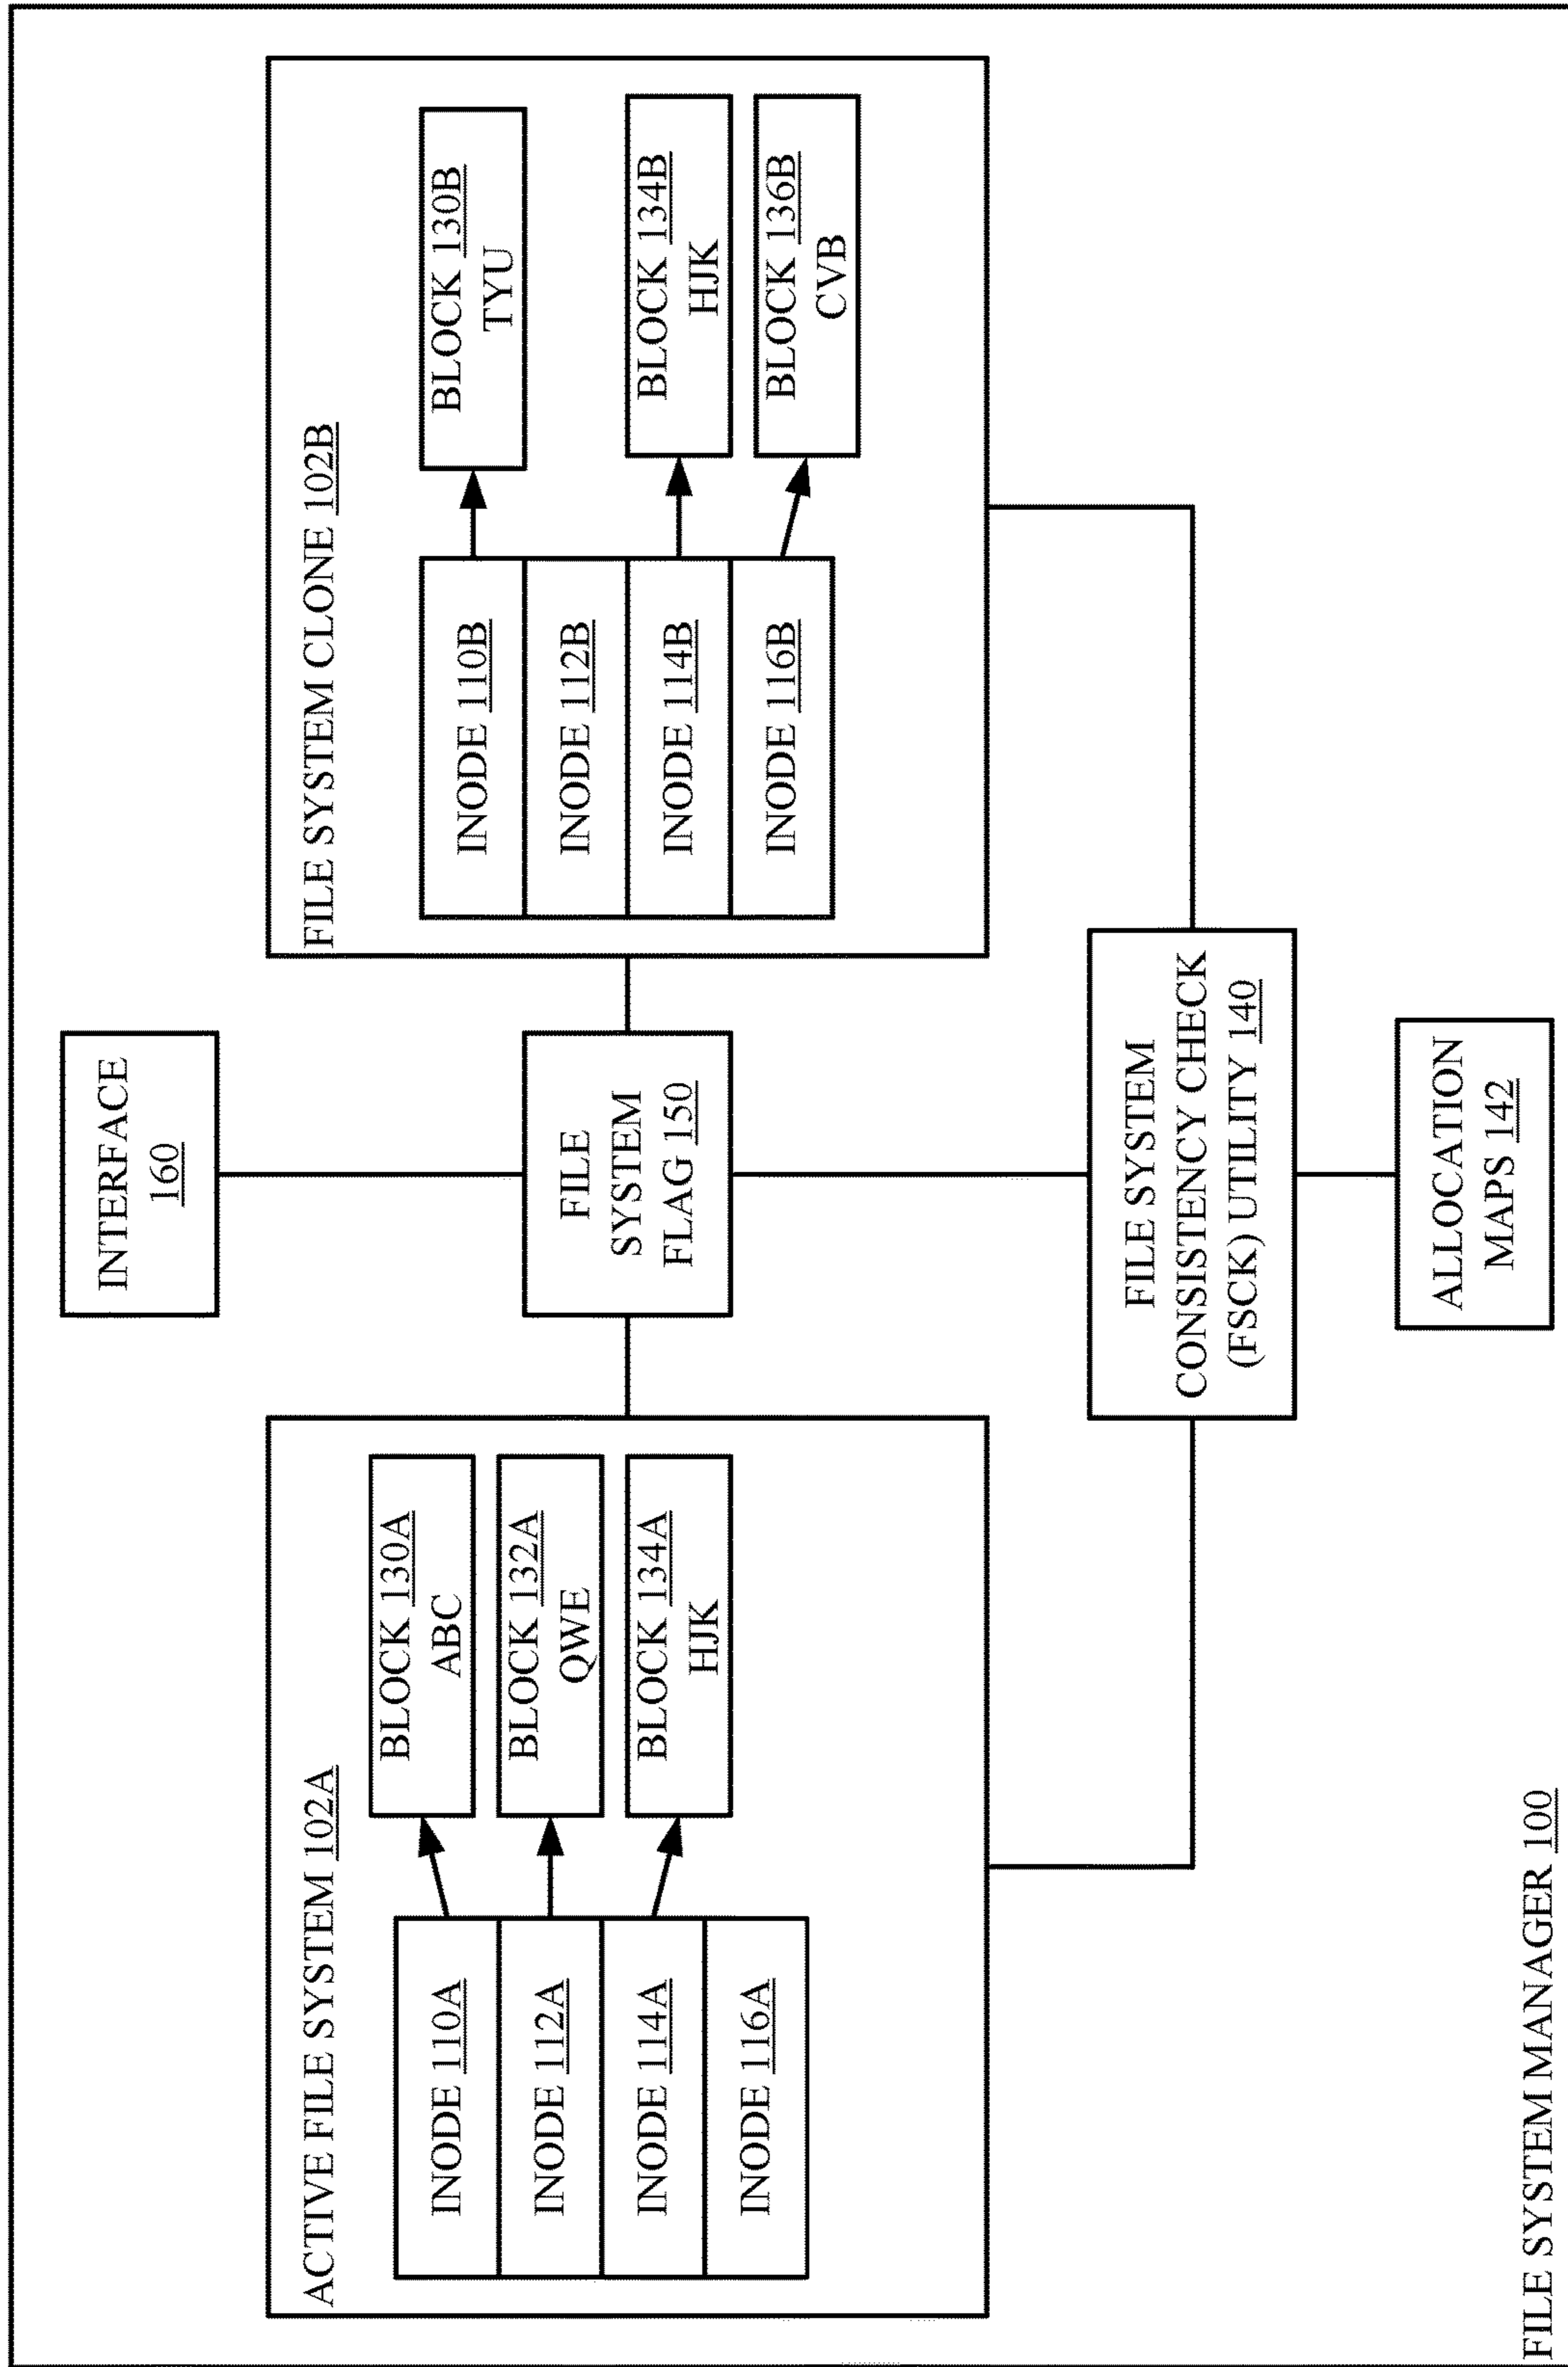 INTERFACE
160
ACTIVE FILE SYSTEM 102A
INODE 110A
INODE 112A
INODE 114A
INODE 116A
BLOCK 130A
ABC
BLOCK 132A
QWE
BLOCK 134A
HJK
FILE
SYSTEM
FLAG 150
FILE SYSTEM CLONE 102B
INODE 110B
INODE 112B
INODE 114B
INODE 116B
BLOCK 130B
TYU
BLOCK 134B
HJK
BLOCK 136B
CVB
FILE SYSTEM
CONSISTENCY CHECK
(FSCK) UTILITY 140
ALLOCATION
MAPS 142
FILE SYSTEM MANAGER 100